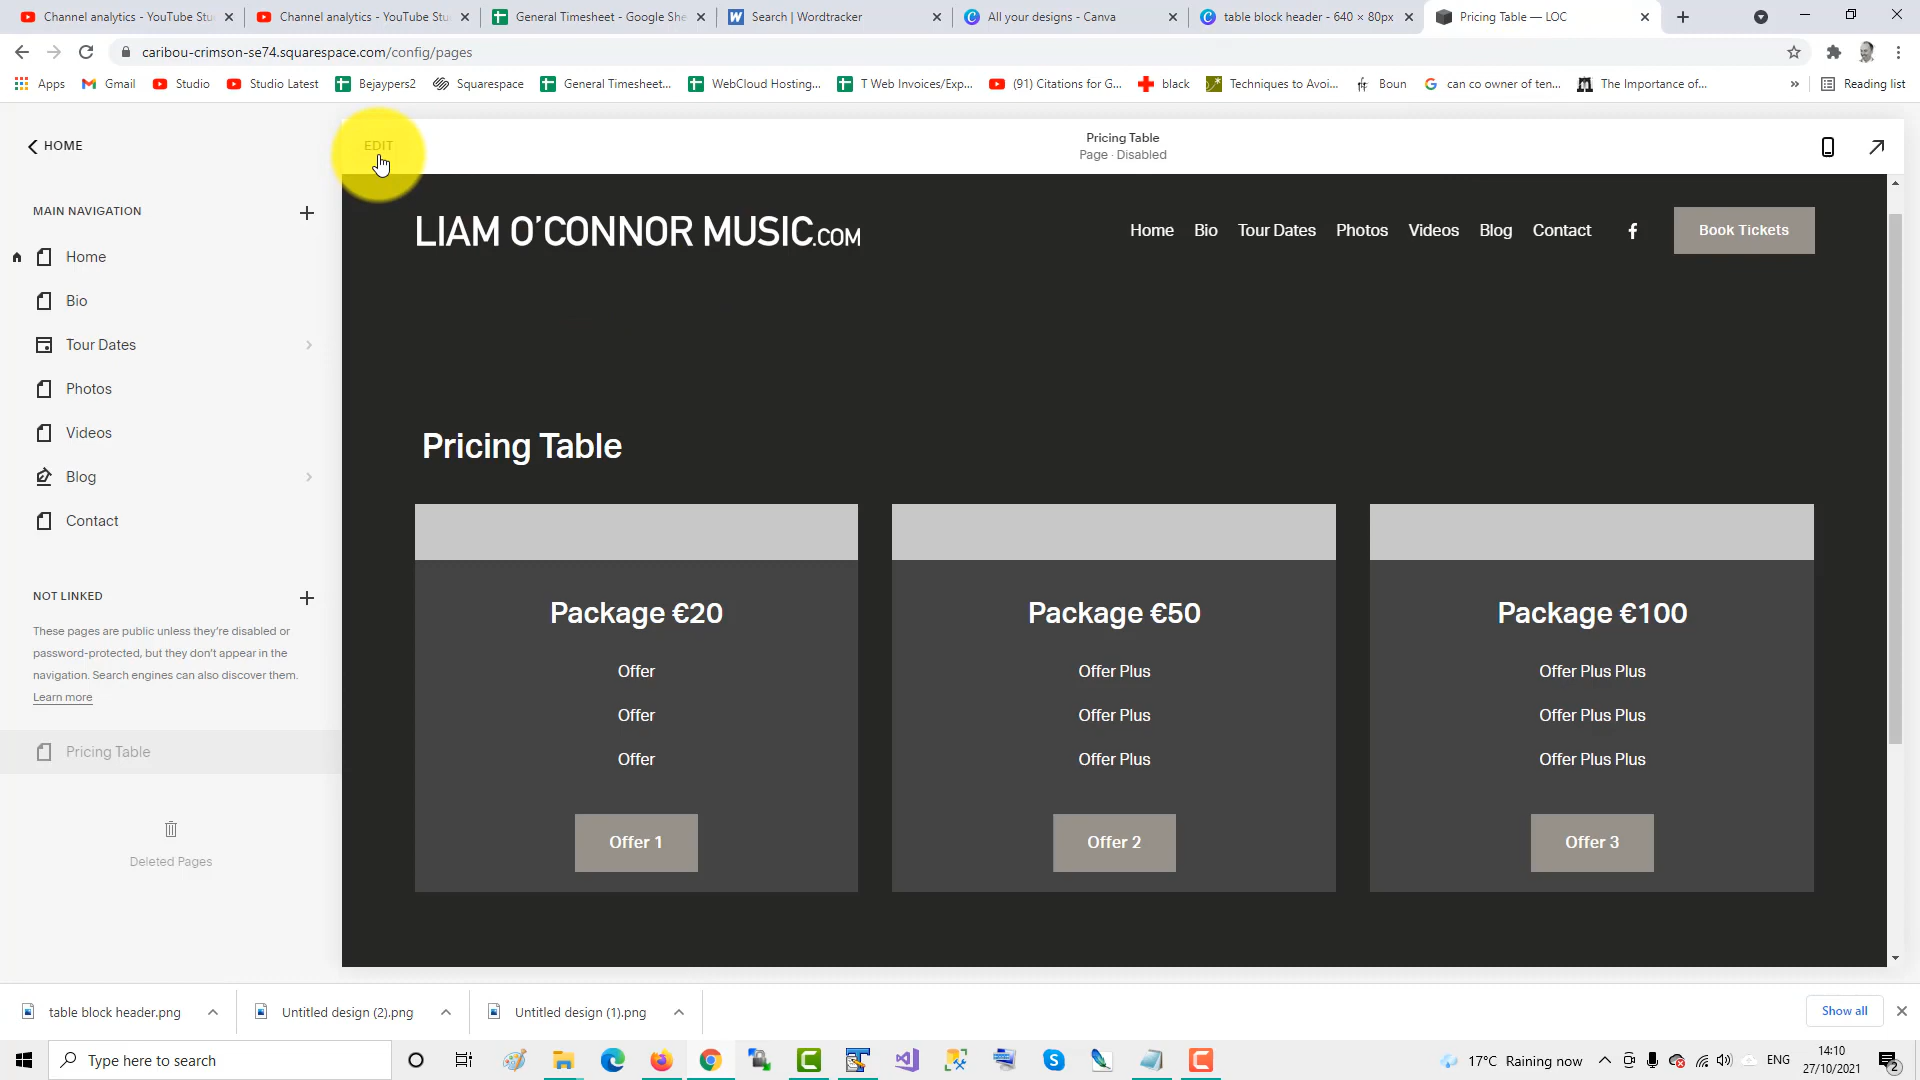 Channel analytics - YouTube Stu
Channel analytics - YouTube Stu
General Timesheet - Google She
Search | Wordtracker
All your designs - Canva
table block header - 640 × 80px
Pricing Table — LOC
caribou-crimson-se74.squarespace.com/config/pages
Apps
Gmail
Studio
Studio Latest
Bejaypers2
Squarespace
General Timesheet...
WebCloud Hosting...
T Web Invoices/Exp...
(91) Citations for G...
black
Techniques to Avoi...
Boun
can co owner of ten...
The Importance of...
»
Reading list
HOME
EDIT
Pricing Table
Page · Disabled
MAIN NAVIGATION
Home
Bio
Tour Dates
Photos
Videos
Blog
Contact
NOT LINKED
These pages are public unless they're disabled or
password-protected, but they don't appear in the
navigation. Search engines can also discover them.
Learn more
Pricing Table
Deleted Pages
LIAM O'CONNOR MUSIC.COM
Home
Bio
Tour Dates
Photos
Videos
Blog
Contact
Book Tickets
Pricing Table
Package €20
Offer
Offer
Offer
Offer 1
Package €50
Offer Plus
Offer Plus
Offer Plus
Offer 2
Package €100
Offer Plus Plus
Offer Plus Plus
Offer Plus Plus
Offer 3
table block header.png
Untitled design (2).png
Untitled design (1).png
Show all
Type here to search
17°C Raining now
ENG
14:10
27/10/2021
2